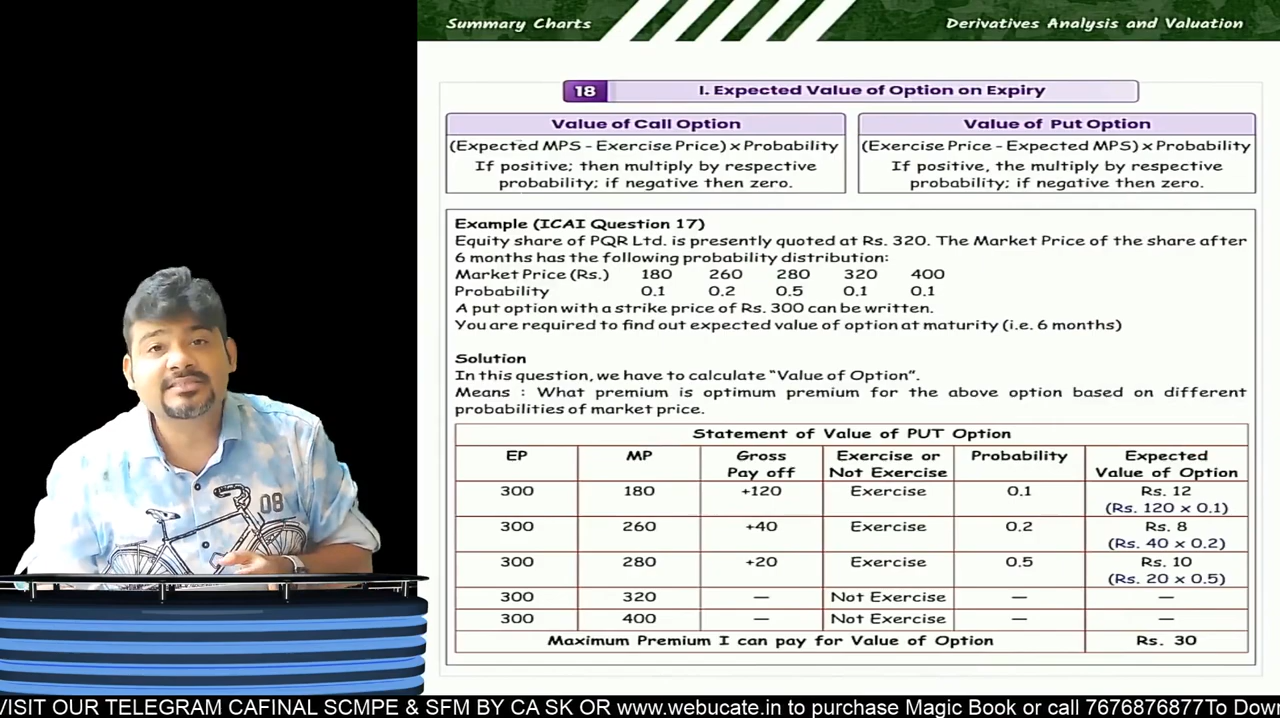 Summary Charts
Derivatives Analysis and Valuation
18 I. Expected Value of Option on Expiry
Value of Call Option
(Expected MPS - Exercise Price) x Probability
If positive; then multiply by respective
probability; if negative then zero.
Value of Put Option
(Exercise Price - Expected MPS) x Probability
If positive, the multiply by respective
probability; if negative then zero.
Example (ICAI Question 17)
Equity share of PQR Ltd. is presently quoted at Rs. 320. The Market Price of the share after
6 months has the following probability distribution:
Market Price (Rs.) 180 260 280 320 400
Probability 0.1 0.2 0.5 0.1 0.1
A put option with a strike price of Rs. 300 can be written.
You are required to find out expected value of option at maturity (i.e. 6 months)
Solution
In this question, we have to calculate “Value of Option”.
Means : What premium is optimum premium for the above option based on different
probabilities of market price.
Statement of Value of PUT Option
EP MP Gross Pay off Exercise or Not Exercise Probability Expected Value of Option
300 180 +120 Exercise 0.1 Rs. 12
(Rs. 120 x 0.1)
300 260 +40 Exercise 0.2 Rs. 8
(Rs. 40 x 0.2)
300 280 +20 Exercise 0.5 Rs. 10
(Rs. 20 x 0.5)
300 320 — Not Exercise — —
300 400 — Not Exercise — —
Maximum Premium I can pay for Value of Option Rs. 30
08
VISIT OUR TELEGRAM CAFINAL SCMPE & SFM BY CA SK OR www.webucate.in to purchase Magic Book or call 7676876877To Down